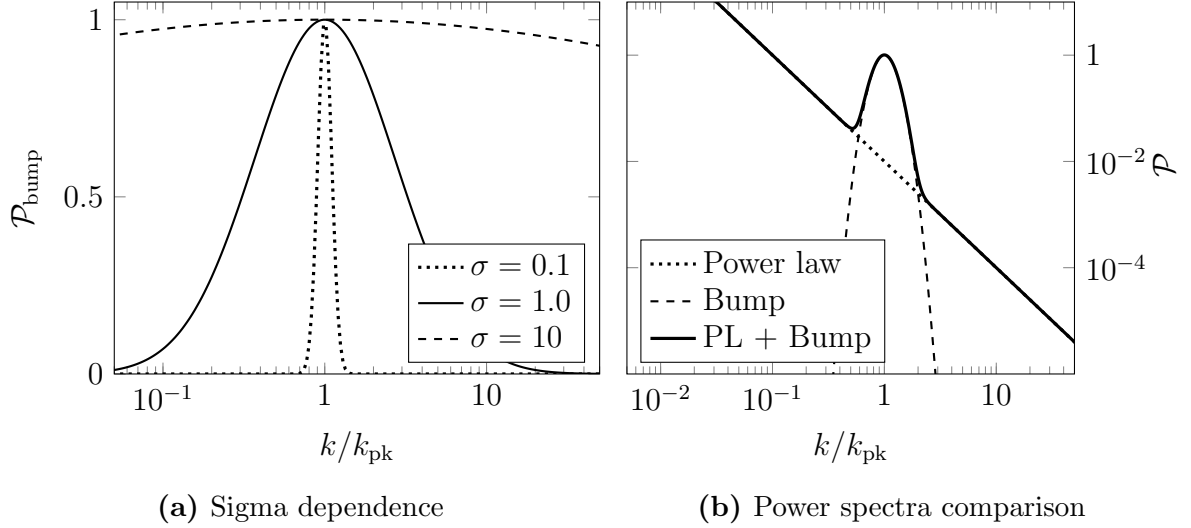 1
0.5
0
10⁻¹
1
10
k/k_pk
𝒫_bump
σ = 0.1
σ = 1.0
σ = 10
(a) Sigma dependence
1
10⁻²
10⁻⁴
𝒫
10⁻²
10⁻¹
1
10
k/k_pk
Power law
Bump
PL + Bump
(b) Power spectra comparison